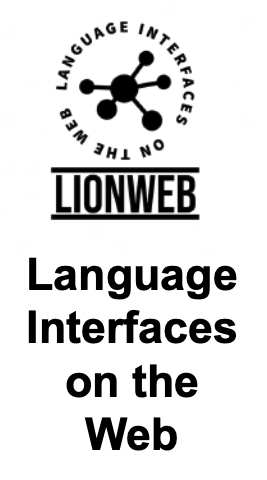 LANGUAGE INTERFACES ON THE WEB
LIONWEB
Language
Interfaces
on the
Web